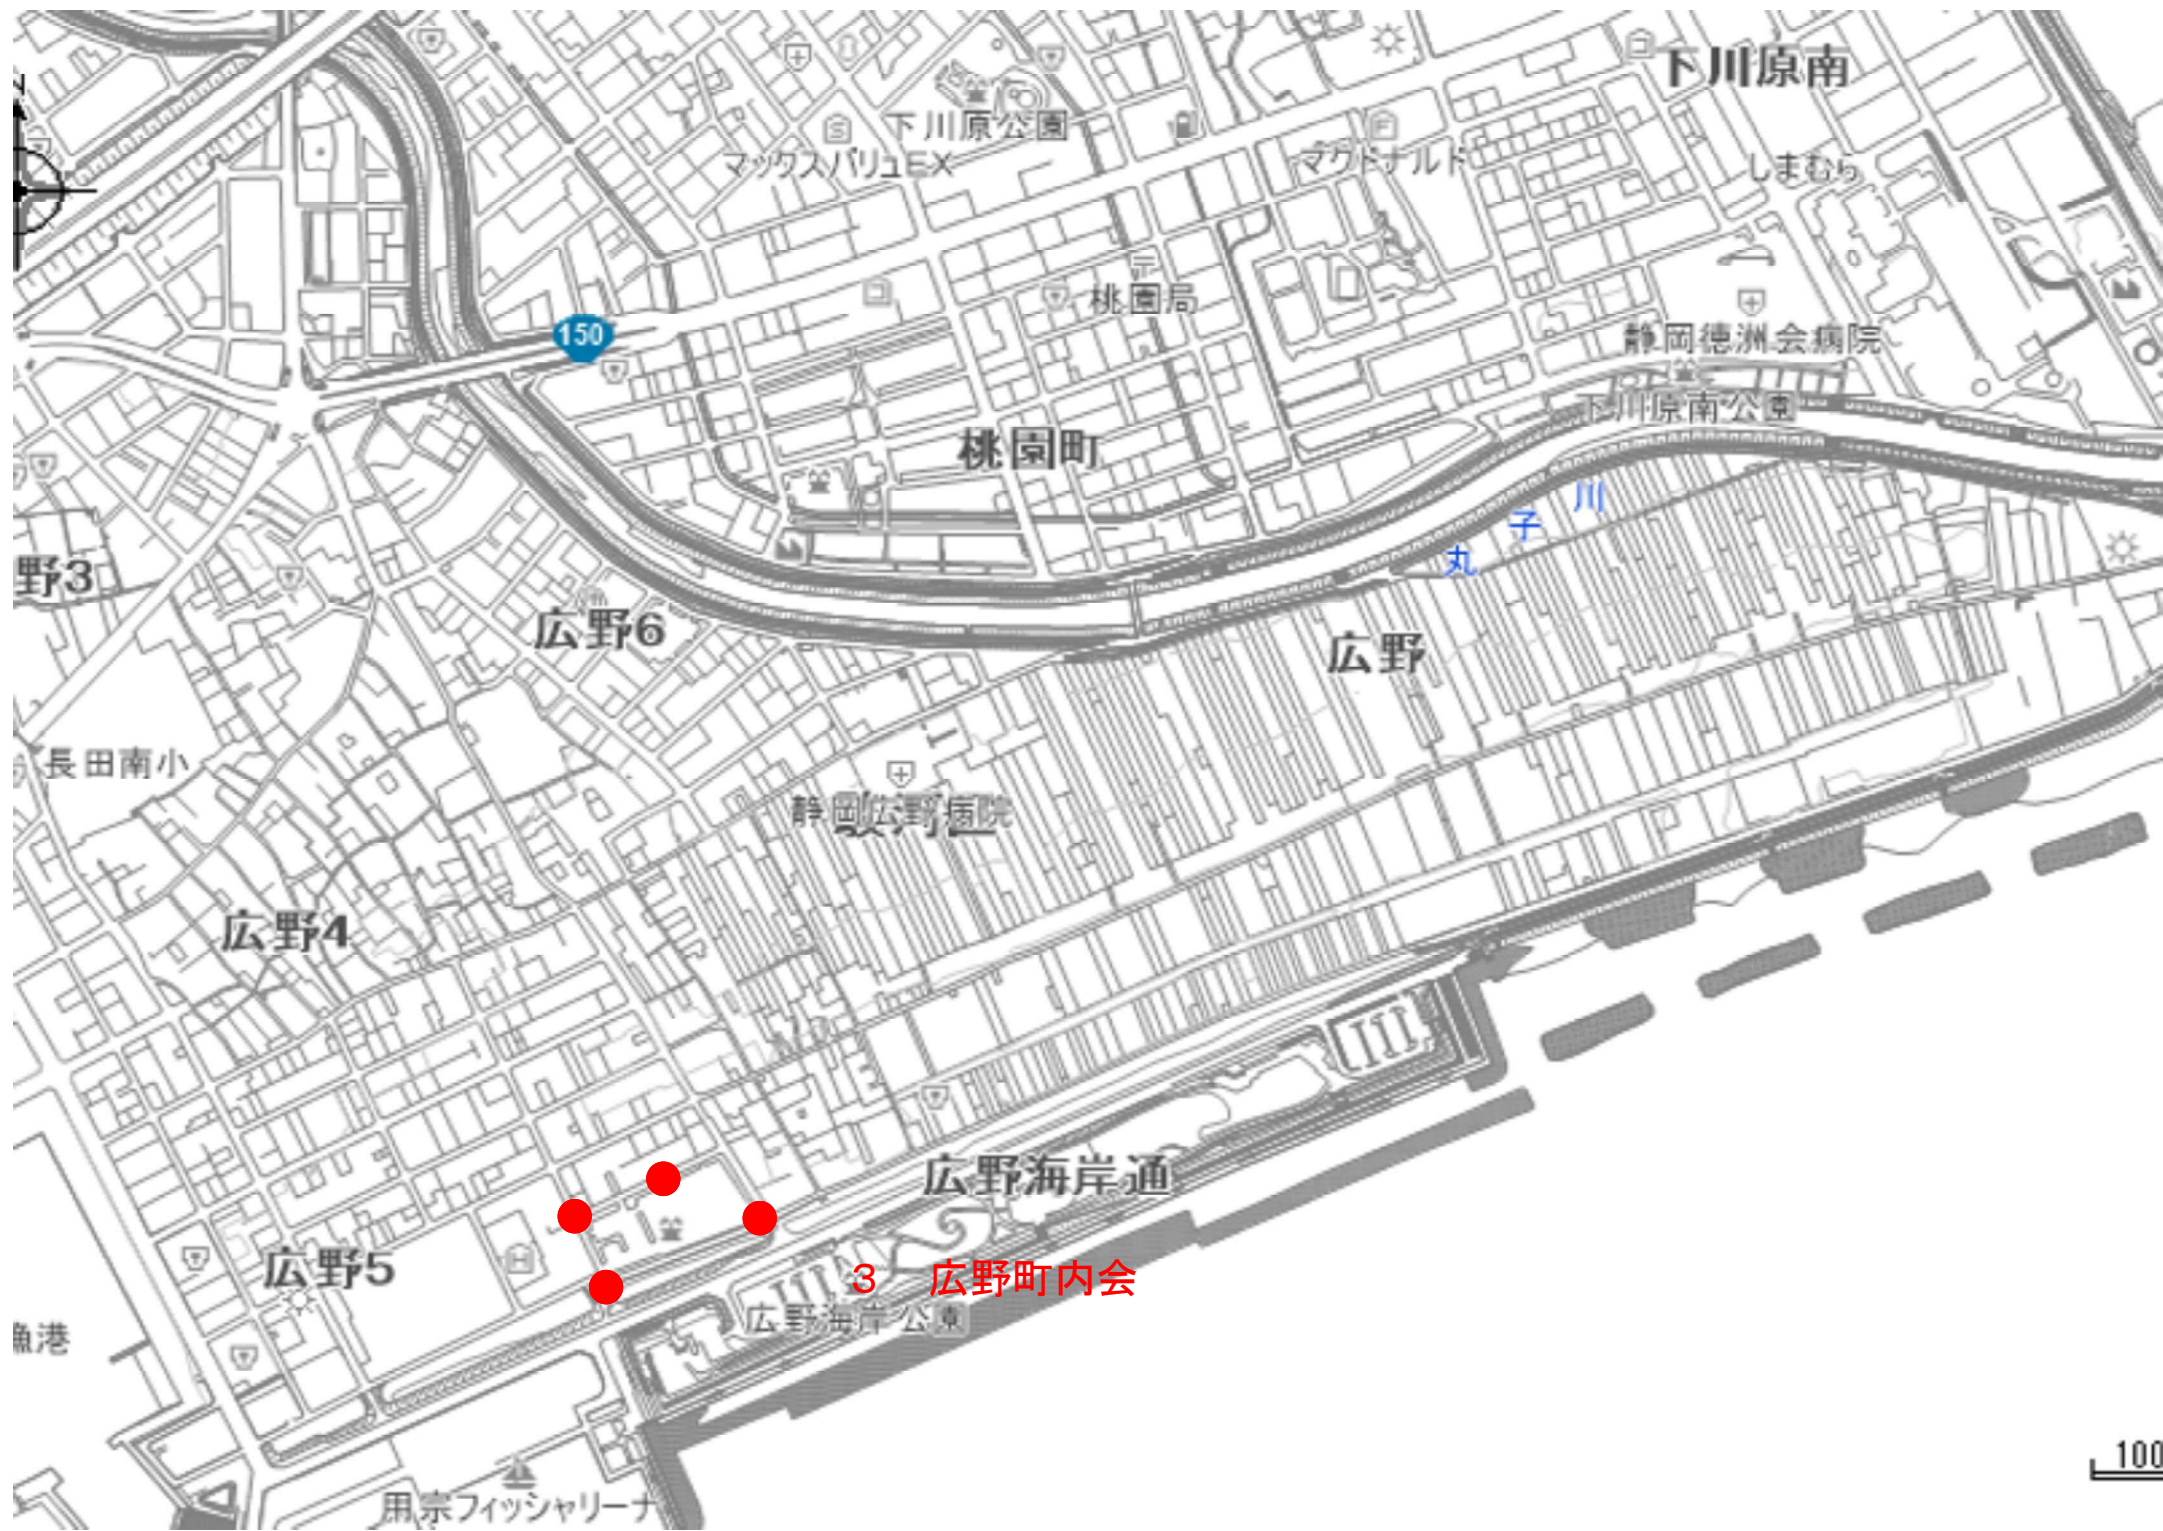 N
下川原南
下川原公園
マックスバリュEX
マクドナルド
しまむら
桃園局
150
静岡徳洲会病院
下川原南公園
桃園町
丸子川
野3
広野6
広野
長田南小
静岡広野病院
広野4
広野海岸通
広野5
3 広野町内会
広野海岸公園
漁港
用宗フィッシャリーナ
100